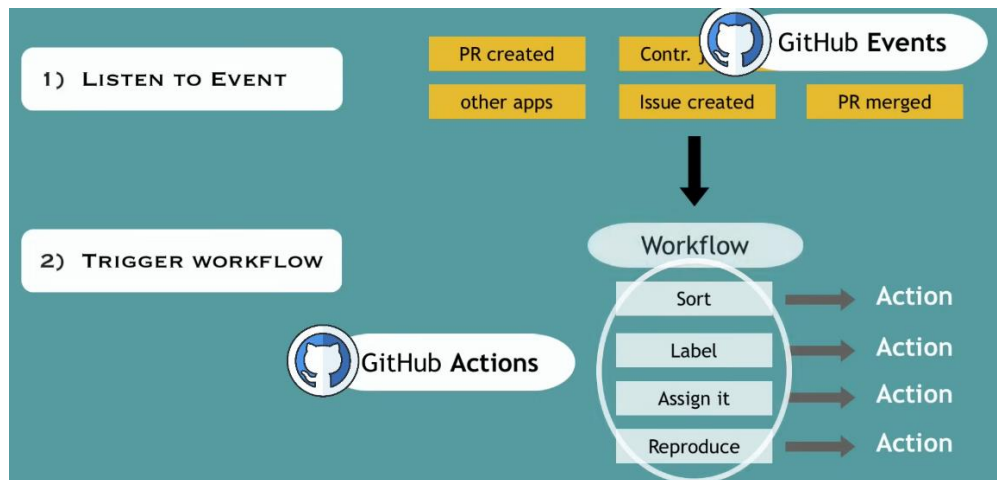 GitHub Events
1) LISTEN TO EVENT
PR created
Contr.
other apps
Issue created
PR merged
2) TRIGGER WORKFLOW
Workflow
Sort
Action
Label
Action
GitHub Actions
Assign it
Action
Reproduce
Action